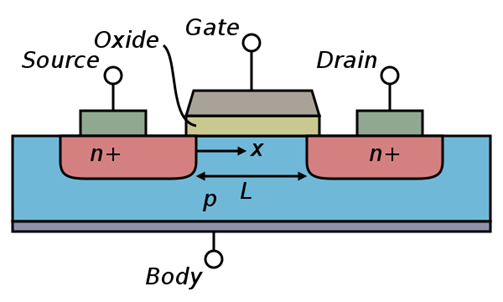 Gate
Oxide
Source
Drain
n+
x
n+
L
p
Body